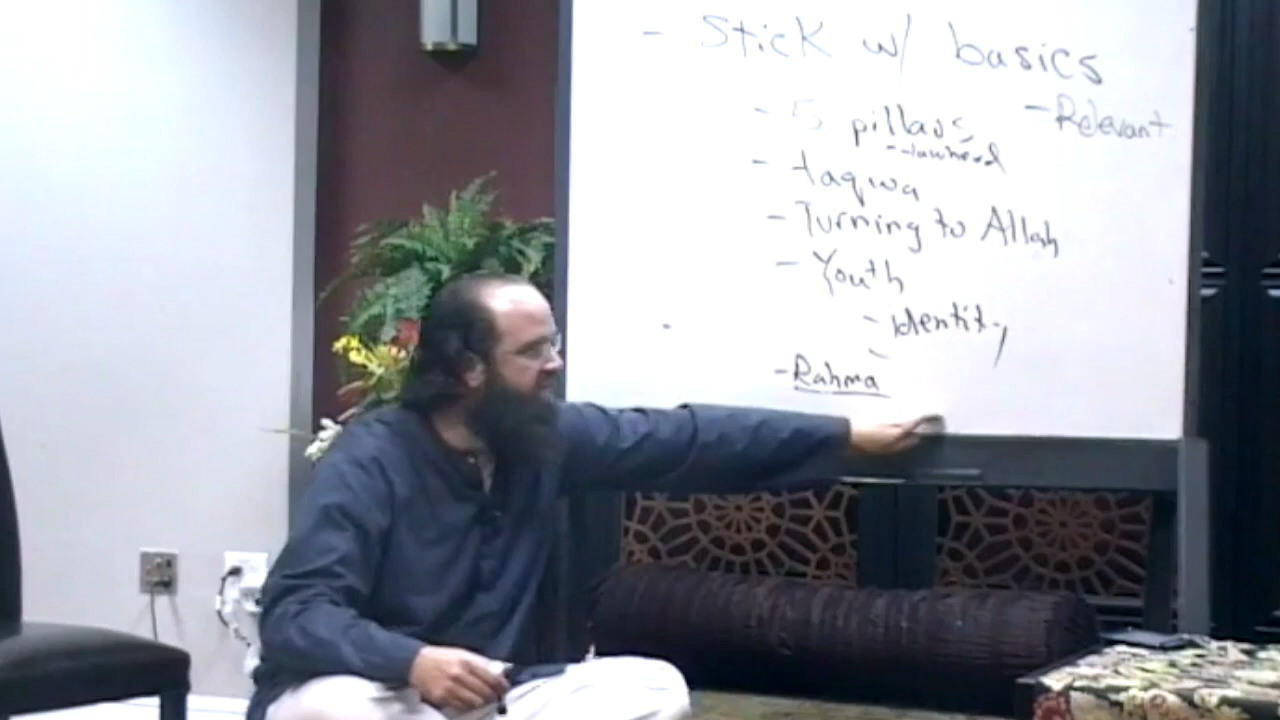 - Stick w/ basics
- 5 pillars
- Relevant
- tawheed
- taqwa
- Turning to Allah
- Youth
- Identity
-
- Rahma